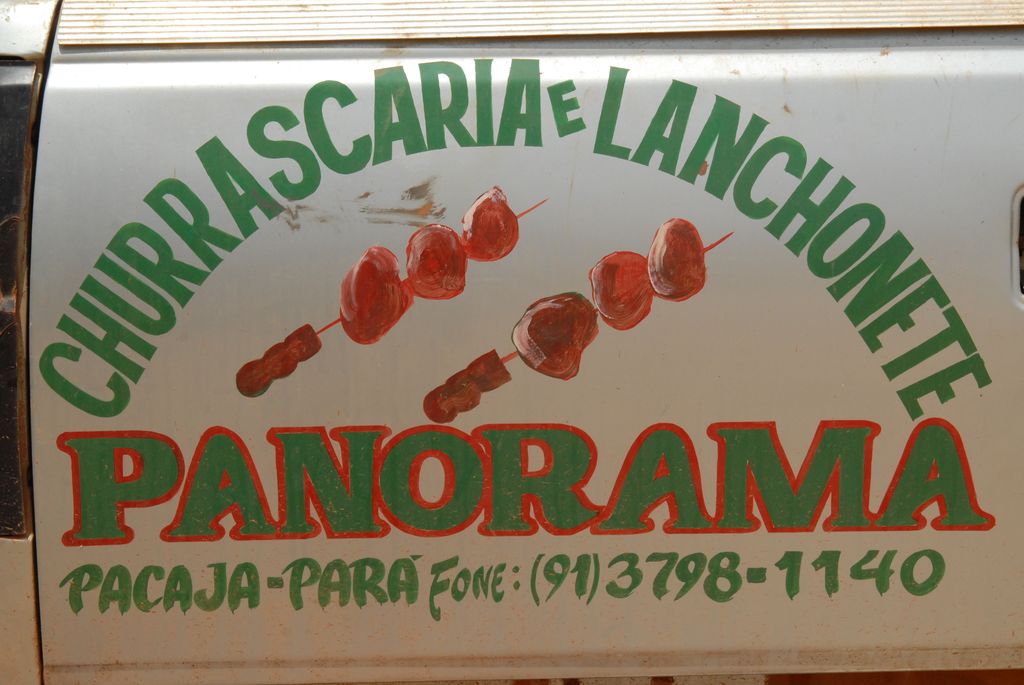 CHURRASCARIA E LANCHONETE
PANORAMA
PACAJA-PARÁ FONE: (91) 3798-1140